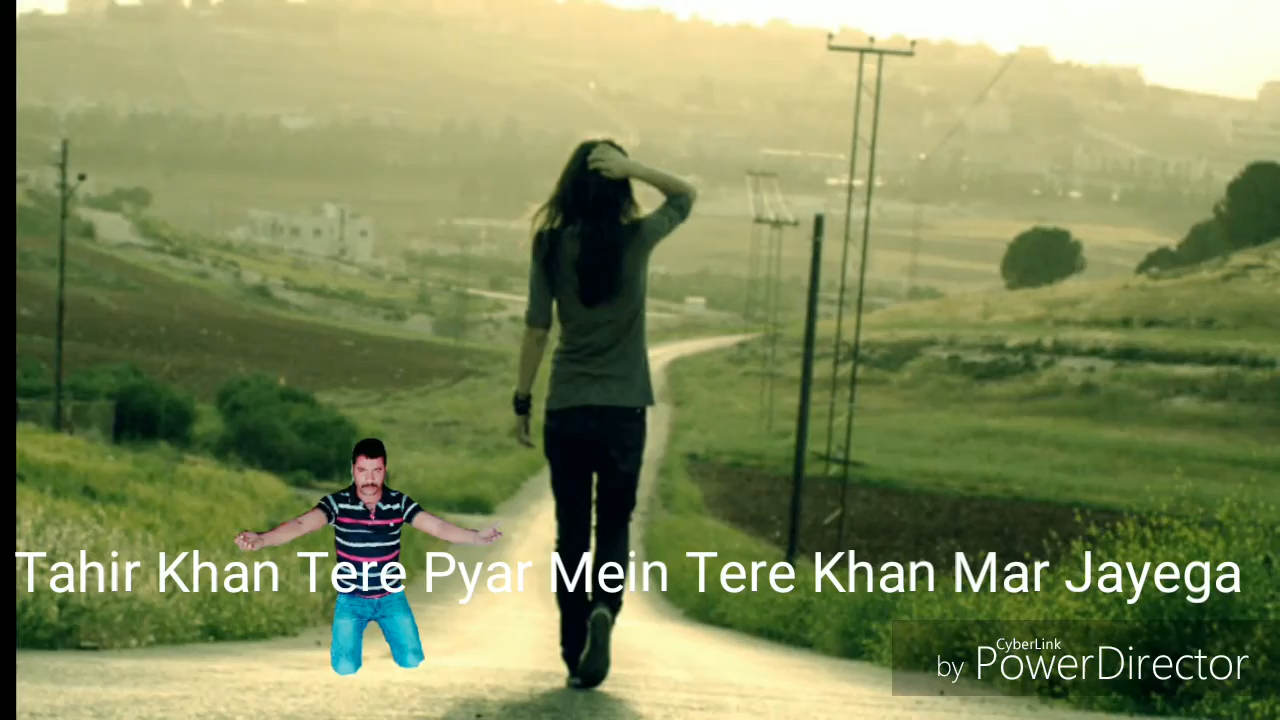 Tahir Khan Tere Pyar Mein Tere Khan Mar Jayega
CyberLink
by PowerDirector